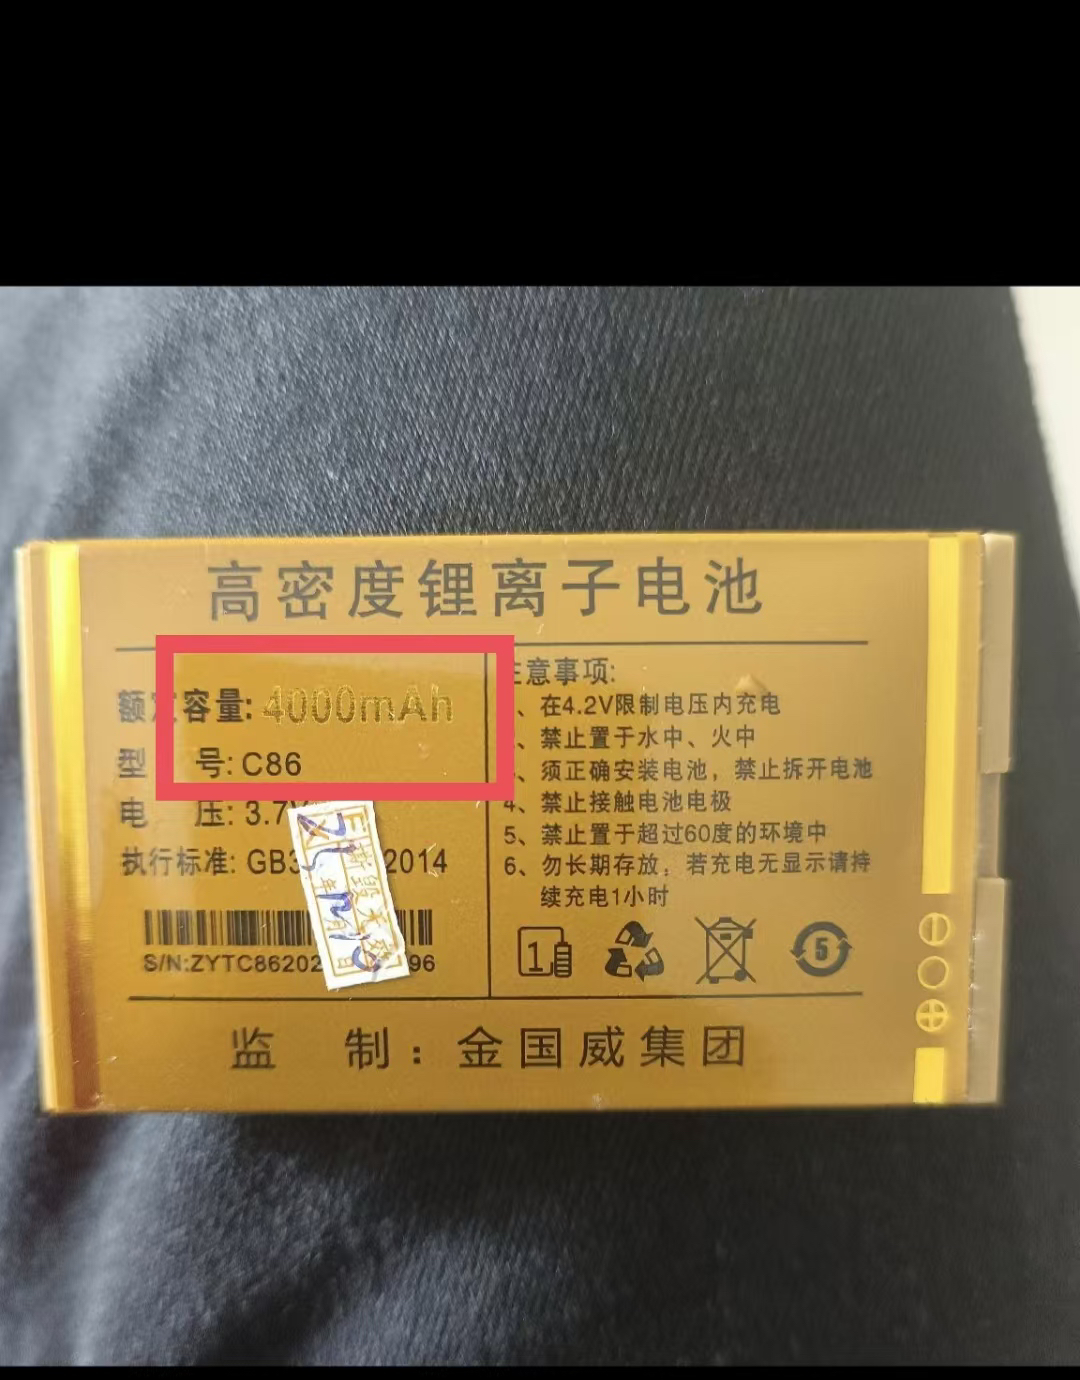 高密度锂离子电池
额定容量: 4000mAh
型 号: C86
电 压: 3.7V
执行标准: GB3 2014
S/N:ZYTC86202 96
注意事项:
、在4.2V限制电压内充电
、禁止置于水中、火中
、须正确安装电池，禁止拆开电池
4、禁止接触电池电极
5、禁止置于超过60度的环境中
6、勿长期存放，若充电无显示请持
续充电1小时
1
5
监 制: 金国威集团